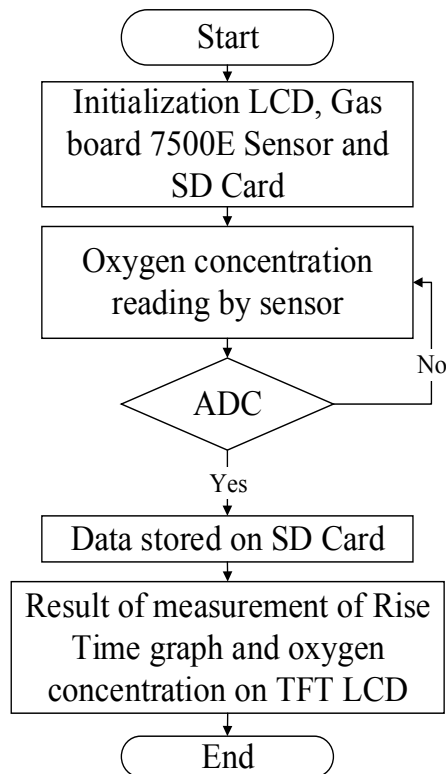 Start
Initialization LCD, Gas
board 7500E Sensor and
SD Card
Oxygen concentration
reading by sensor
No
ADC
Yes
Data stored on SD Card
Result of measurement of Rise
Time graph and oxygen
concentration on TFT LCD
End